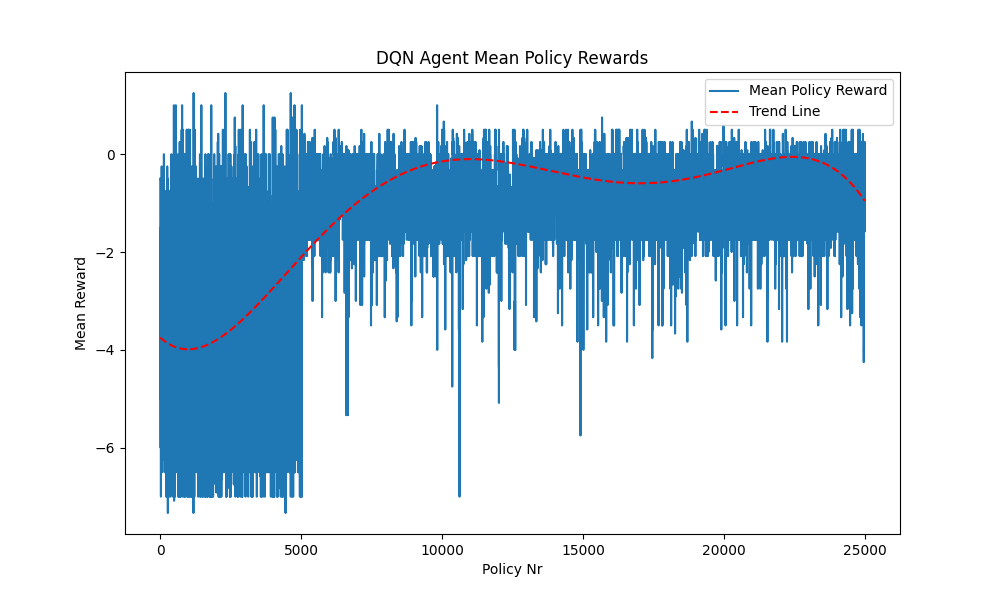 DQN Agent Mean Policy Rewards
Mean Policy Reward
Trend Line
Mean Reward
0
−2
−4
−6
0
5000
10000
15000
20000
25000
Policy Nr